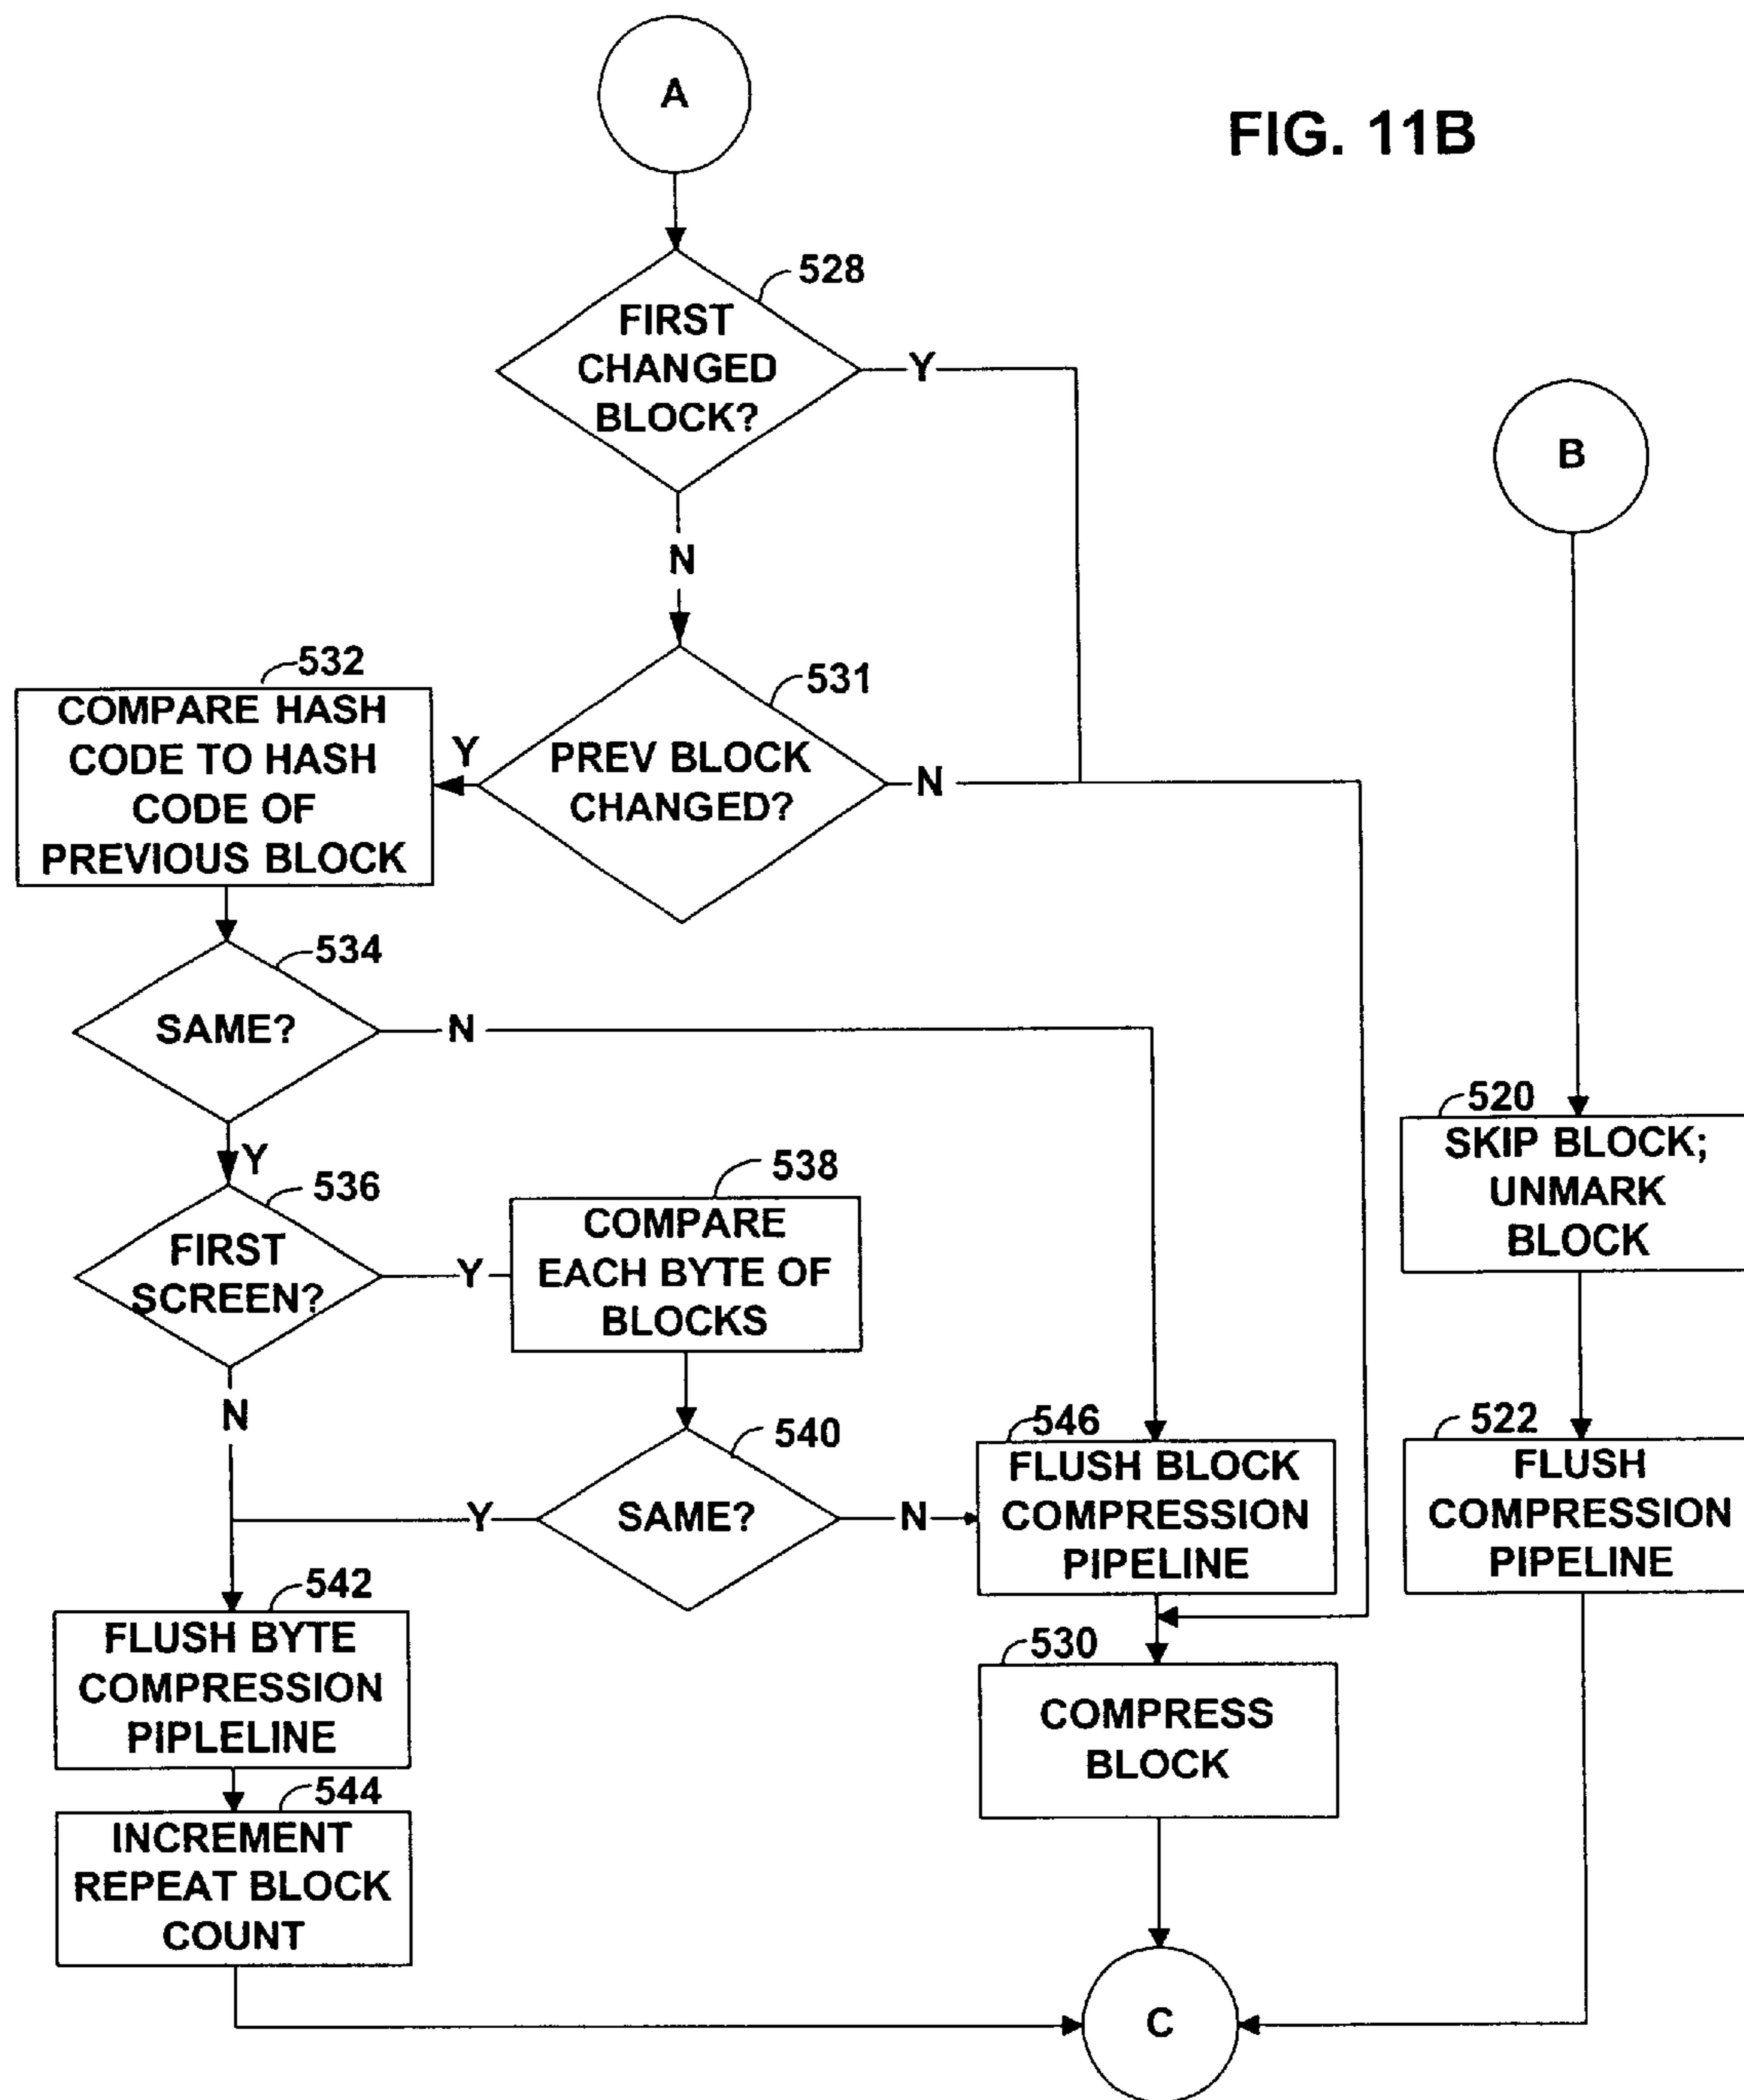 A
FIG. 11B
528
FIRST
CHANGED
BLOCK?
Y
B
N
532
COMPARE HASH
CODE TO HASH
CODE OF
PREVIOUS BLOCK
531
Y
PREV BLOCK
CHANGED?
N
534
SAME?
N
520
SKIP BLOCK;
UNMARK
BLOCK
Y
536
FIRST
SCREEN?
Y
538
COMPARE
EACH BYTE OF
BLOCKS
N
540
Y
SAME?
N
546
FLUSH BLOCK
COMPRESSION
PIPELINE
522
FLUSH
COMPRESSION
PIPELINE
542
FLUSH BYTE
COMPRESSION
PIPLELINE
530
COMPRESS
BLOCK
544
INCREMENT
REPEAT BLOCK
COUNT
C